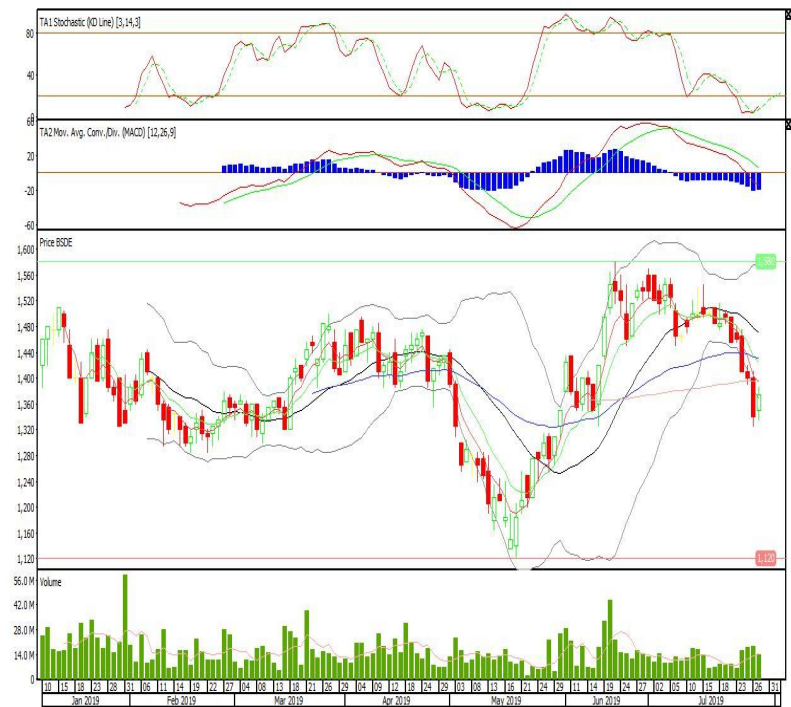 TA1 Stochastic (KD Line) [3,14,3]
80
40
0
TA2 Mov. Avg. Conv./Div. (MACD) [12,26,9]
60
20
-20
-60
Price BSDE
1,600
1,560
1,520
1,480
1,440
1,400
1,360
1,320
1,280
1,240
1,200
1,160
1,120
1,120
Volume
56.0 M
42.0 M
28.0 M
14.0 M
0
10 15 18 23 28 31 06 11 14 19 22 27 04 08 13 18 21 26 29 04 09 12 16 24 29 03 08 13 16 21 24 29 10 13 14 19 24 27 02 05 10 15 18 23 26 31
Jan 2019 Feb 2019 Mar 2019 Apr 2019 May 2019 Jun 2019 Jul 2019